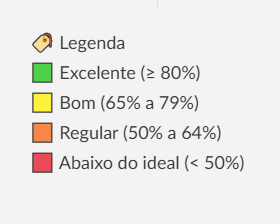 Legenda
Excelente (≥ 80%)
Bom (65% a 79%)
Regular (50% a 64%)
Abaixo do ideal (< 50%)